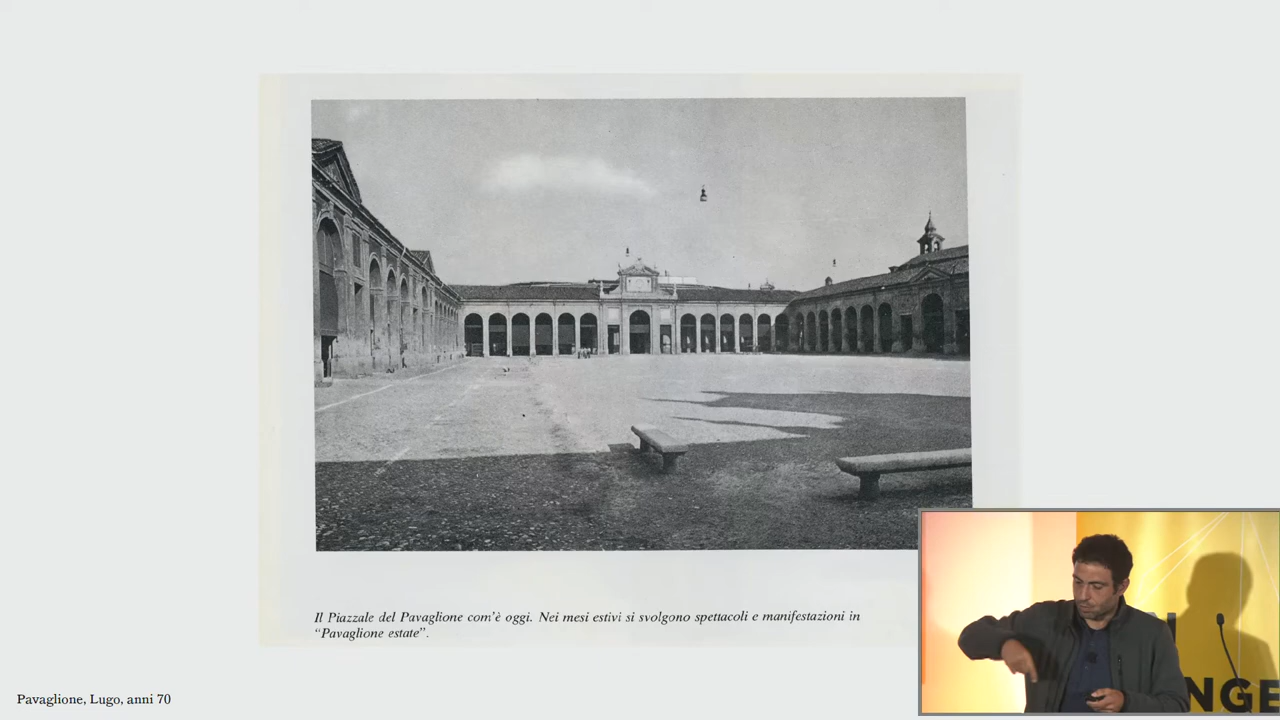 Il Piazzale del Pavaglione com'è oggi. Nei mesi estivi si svolgono spettacoli e manifestazioni in
"Pavaglione estate".
Pavaglione, Lugo, anni 70
NGE